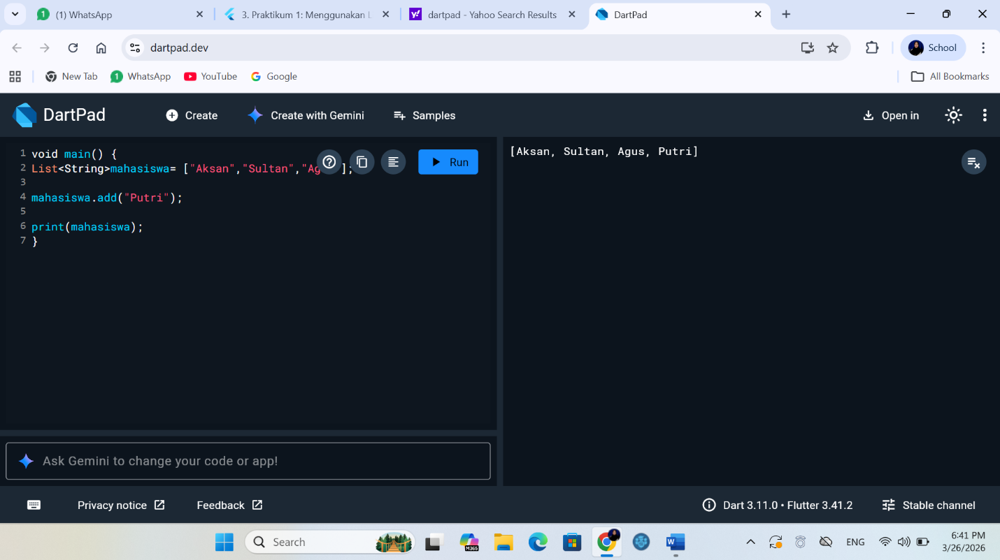 (1) WhatsApp
3. Praktikum 1: Menggunakan L
dartpad - Yahoo Search Results
DartPad
dartpad.dev
School
New Tab
1 WhatsApp
YouTube
Google
All Bookmarks
DartPad
Create
Create with Gemini
Samples
Open in
1 void main() {
2 List<String>mahasiswa= ["Aksan","Sultan","Ag ];
3
4 mahasiswa.add("Putri");
5
6 print(mahasiswa);
7 }
Run
[Aksan, Sultan, Agus, Putri]
Ask Gemini to change your code or app!
Privacy notice
Feedback
Dart 3.11.0 • Flutter 3.41.2
Stable channel
Search
M365
ENG
6:41 PM
3/26/2026